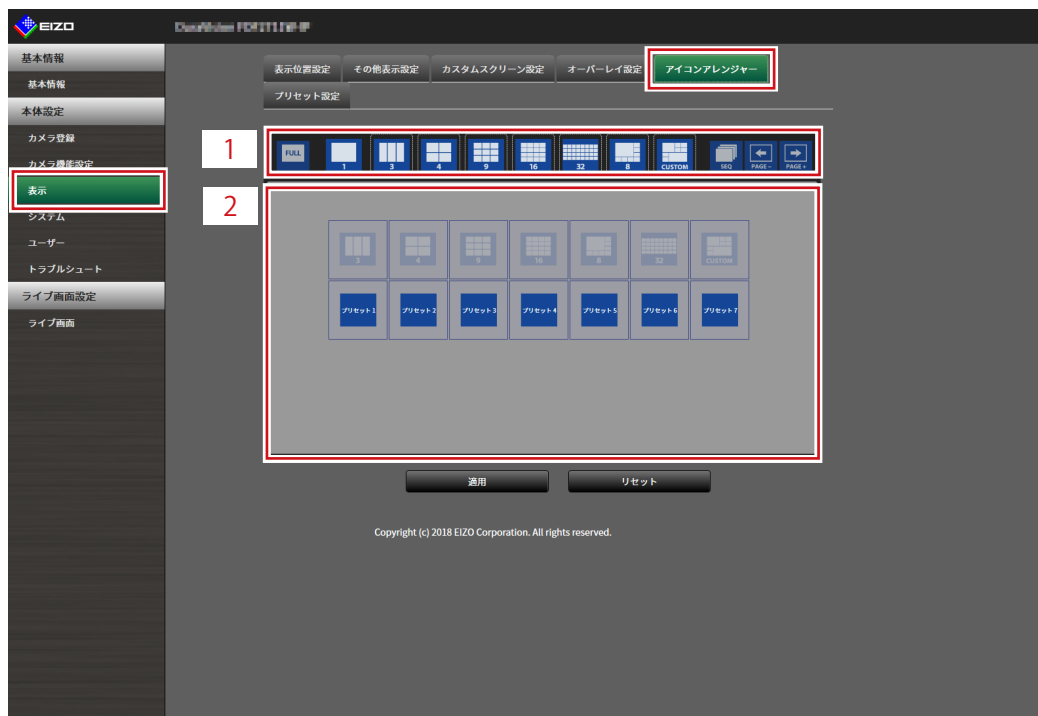 EIZO
基本情報
基本情報
本体設定
カメラ登録
カメラ機能設定
表示
システム
ユーザー
トラブルシュート
ライブ画面設定
ライブ画面
表示位置設定 その他表示設定 カスタムスクリーン設定 オーバーレイ設定 アイコンアレンジャー
プリセット設定
1
FULL 1 3 4 9 16 32 8 CUSTOM SEQ PAGE- PAGE+
2
3 4 9 16 8 32 CUSTOM
プリセット1 プリセット2 プリセット3 プリセット4 プリセット5 プリセット6 プリセット7
適用 リセット
Copyright (c) 2018 EIZO Corporation. All rights reserved.